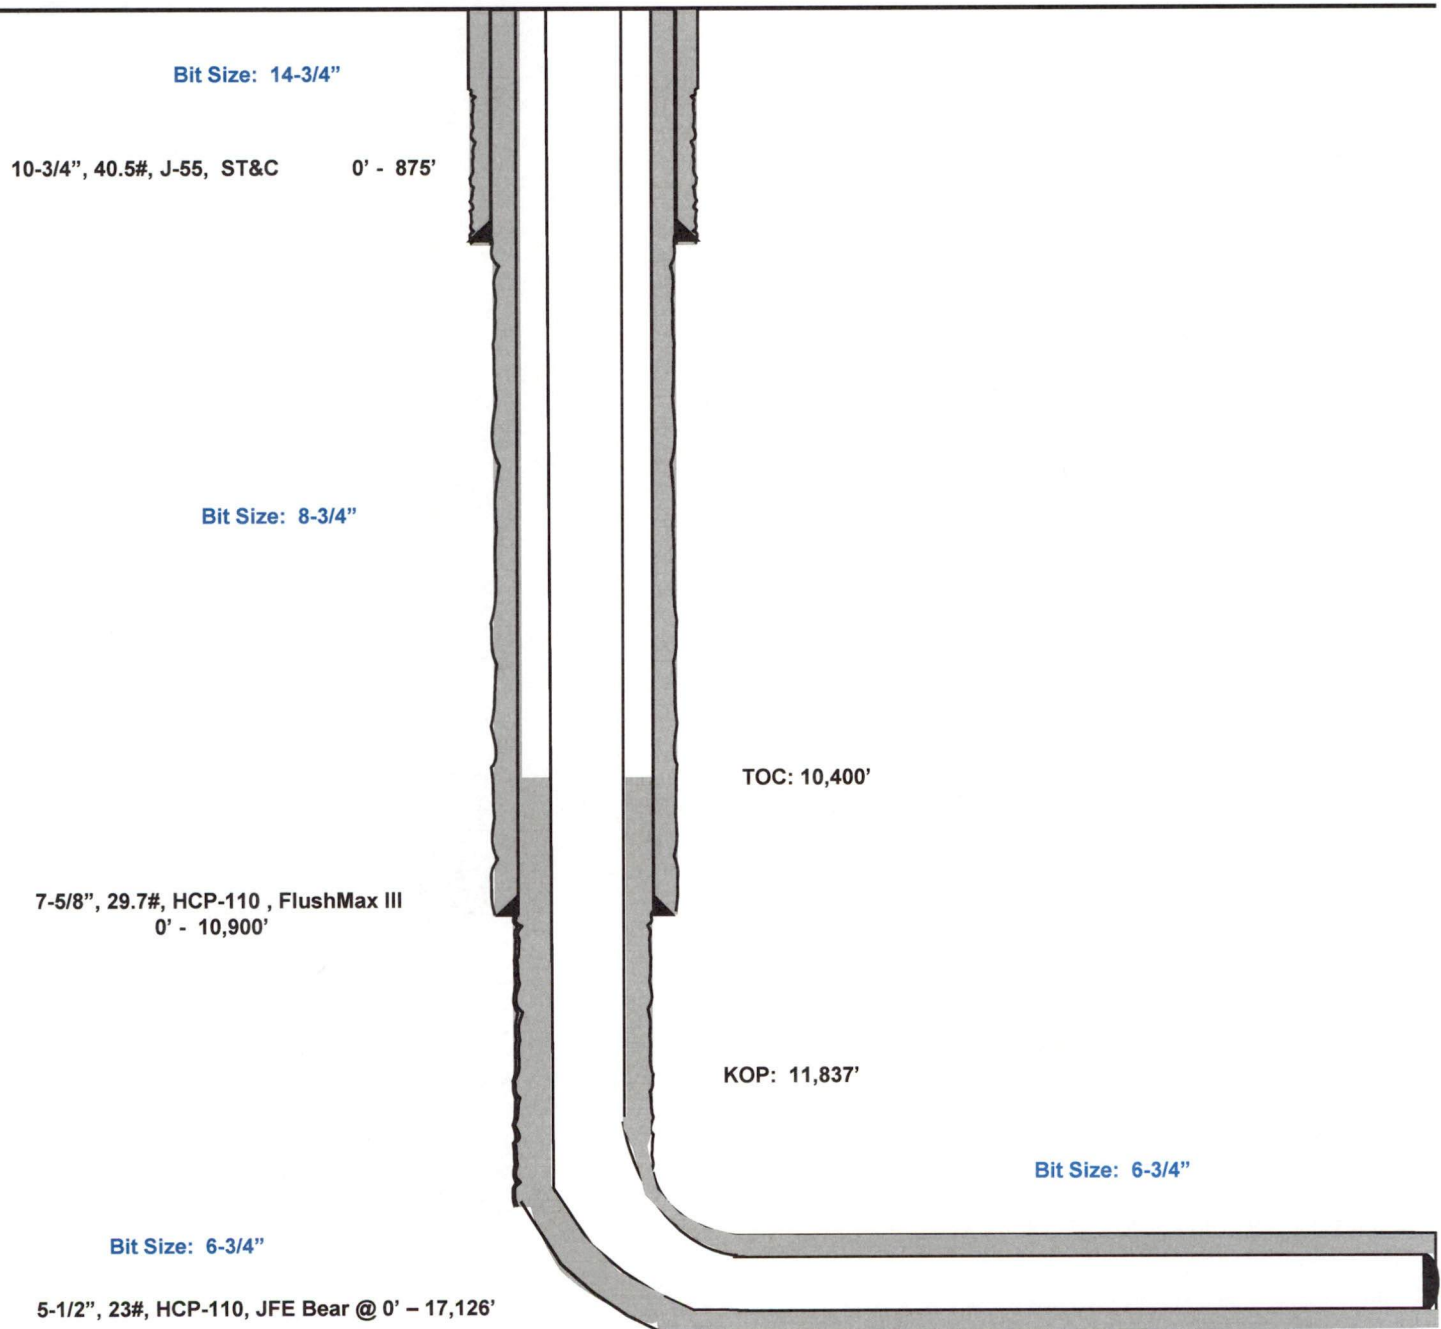 Bit Size: 14-3/4”
10-3/4”, 40.5#, J-55, ST&C 0’ - 875’
Bit Size: 8-3/4”
TOC: 10,400’
7-5/8”, 29.7#, HCP-110 , FlushMax III
0’ - 10,900’
KOP: 11,837’
Bit Size: 6-3/4”
Bit Size: 6-3/4”
5-1/2”, 23#, HCP-110, JFE Bear @ 0’ – 17,126’